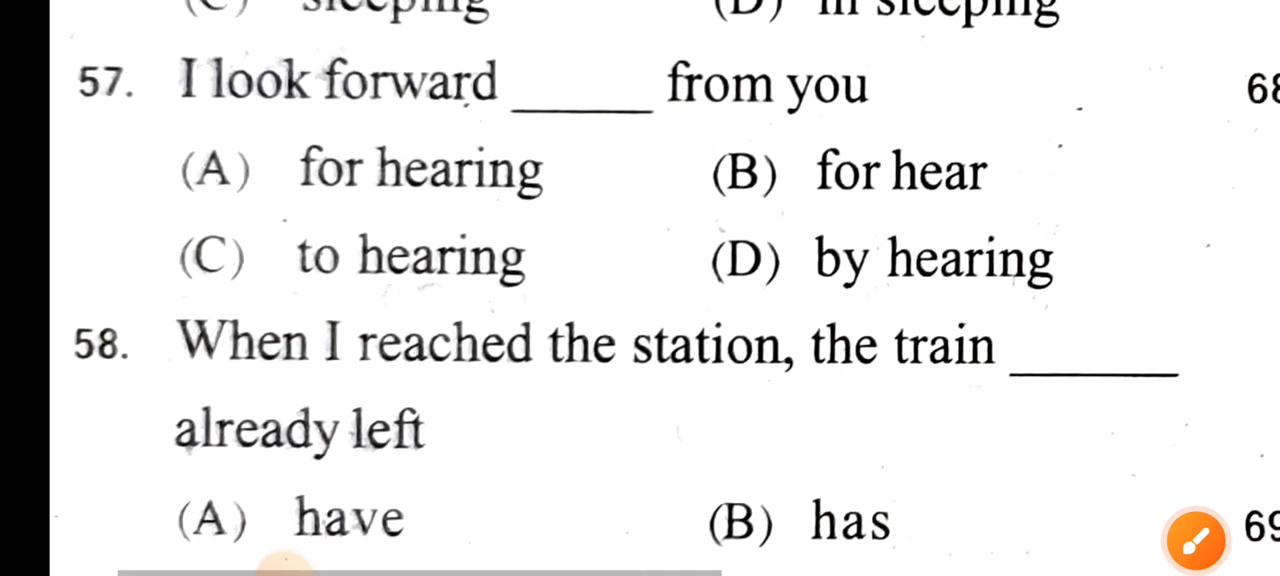 57. I look forward _____ from you
(A) for hearing (B) for hear
(C) to hearing (D) by hearing
58. When I reached the station, the train ______
already left
(A) have (B) has